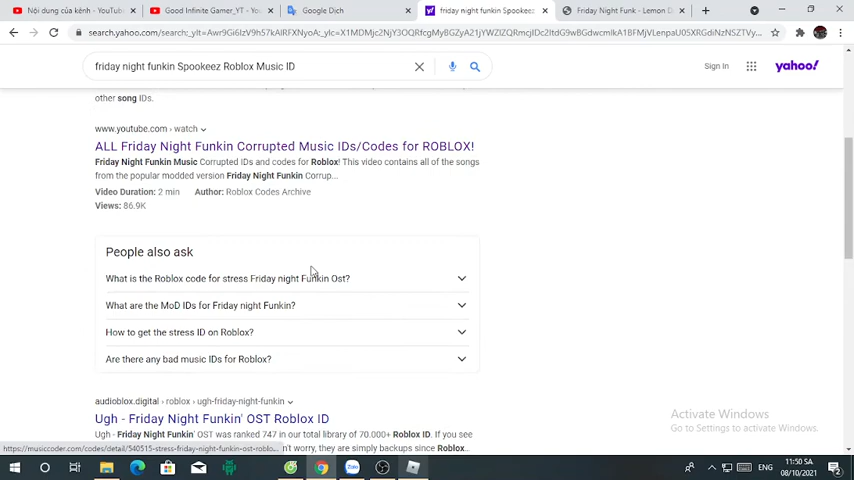 Nội dung của kênh - YouTube
Good Infinite Gamer_YT - YouTub
Google Dịch
friday night funkin Spookeez
Friday Night Funk - Lemon D
search.yahoo.com
friday night funkin Spookeez Roblox Music ID
Sign In
yahoo!
other song IDs.
www.youtube.com › watch
ALL Friday Night Funkin Corrupted Music IDs/Codes for ROBLOX!
Friday Night Funkin Music Corrupted IDs and codes for Roblox! This video contains all of the songs
from the popular modded version Friday Night Funkin Corrup...
Video Duration: 2 min Author: Roblox Codes Archive
Views: 86.9K
People also ask
What is the Roblox code for stress Friday night Funkin Ost?
What are the MoD IDs for Friday night Funkin?
How to get the stress ID on Roblox?
Are there any bad music IDs for Roblox?
audioblox.digital › roblox › ugh-friday-night-funkin
Ugh - Friday Night Funkin' OST Roblox ID
Ugh - Friday Night Funkin' OST was ranked 747 in our total library of 70.000+ Roblox ID. If you see
https://musiccoder.com/codes/detail/540515-stress-friday-night-funkin-ost-roblo...
n't worry, they are simply backups since Roblox...
Activate Windows
Go to Settings to activate Windows.
Zalo
ENG
11:50 SA
08/10/2021
2